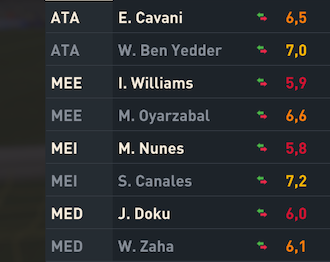 ATA E. Cavani 6,5
ATA W. Ben Yedder 7,0
MEE I. Williams 5,9
MEE M. Oyarzabal 6,6
MEI M. Nunes 5,8
MEI S. Canales 7,2
MED J. Doku 6,0
MED W. Zaha 6,1